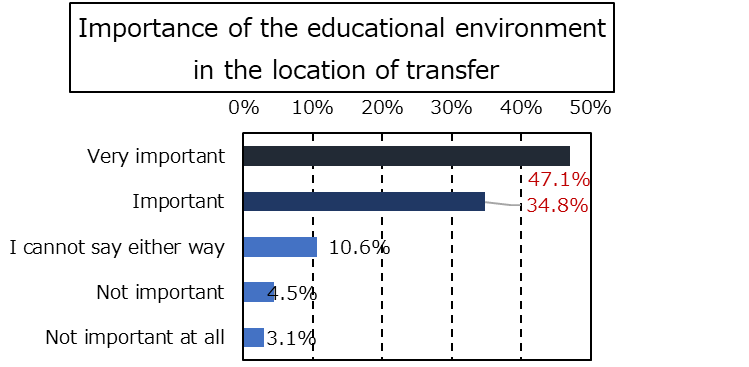 Importance of the educational environment
in the location of transfer
0% 10% 20% 30% 40% 50%
Very important
47.1%
Important
34.8%
I cannot say either way 10.6%
Not important 4.5%
Not important at all 3.1%